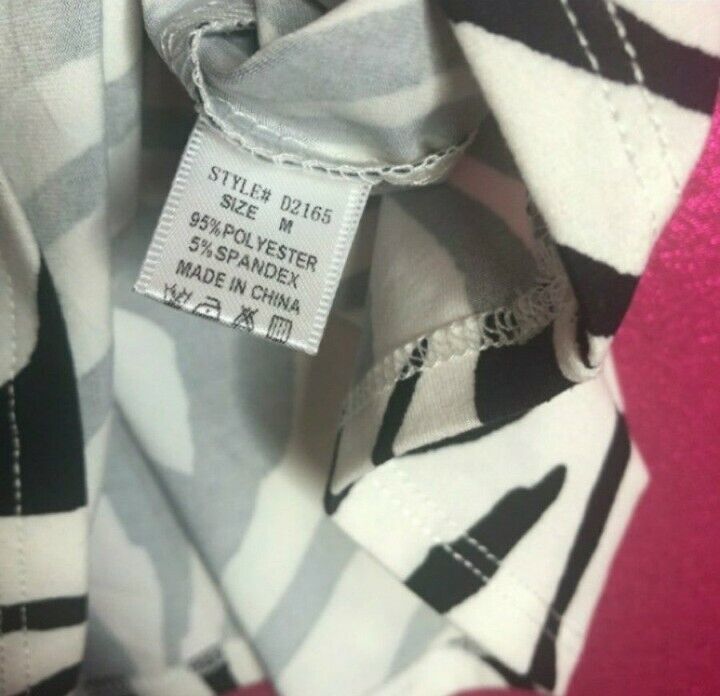 STYLE# D2165
SIZE M
95%POLYESTER
5%SPANDEX
MADE IN CHINA